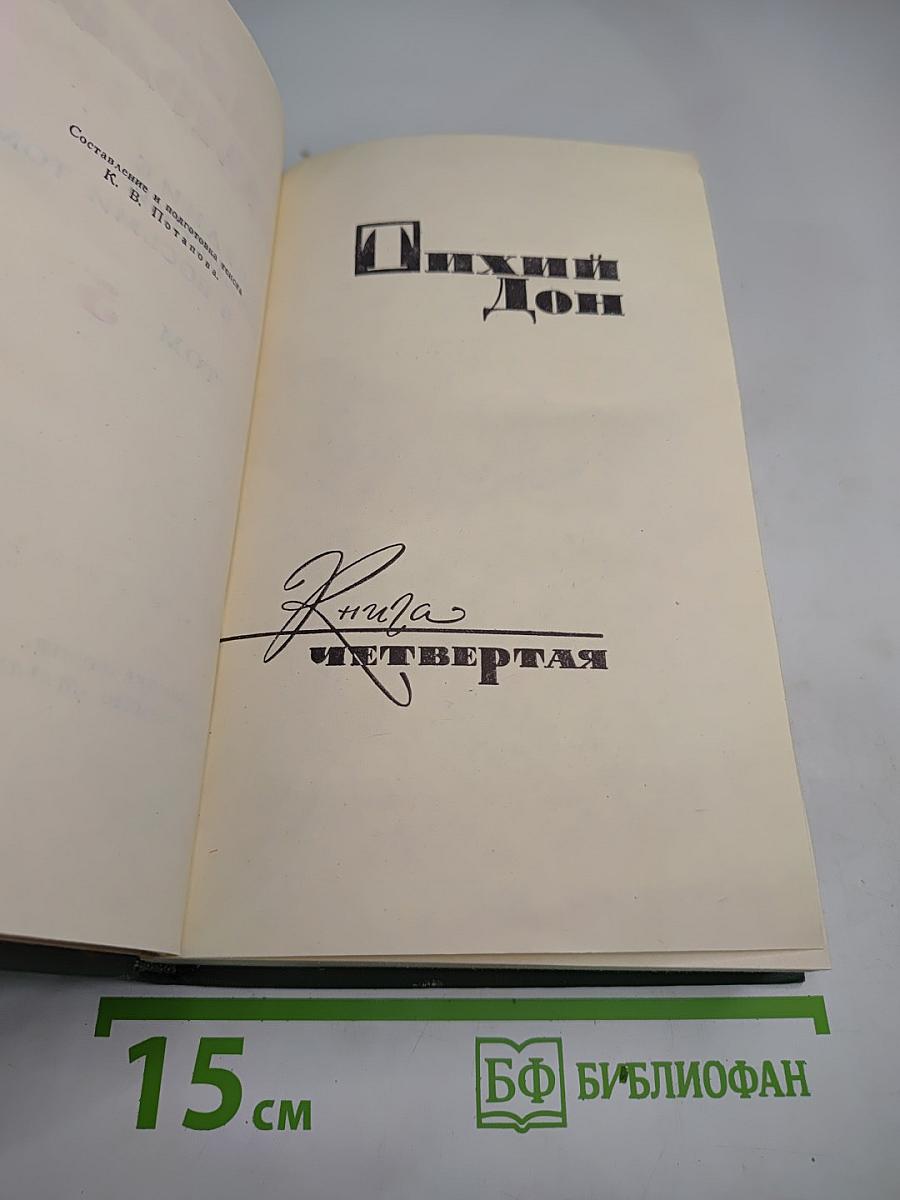 Составление и подготовка текста
К. В. Потапова.
Тихий
Дон
Книга
четвертая
15 см
БФ БИБЛИОФАН